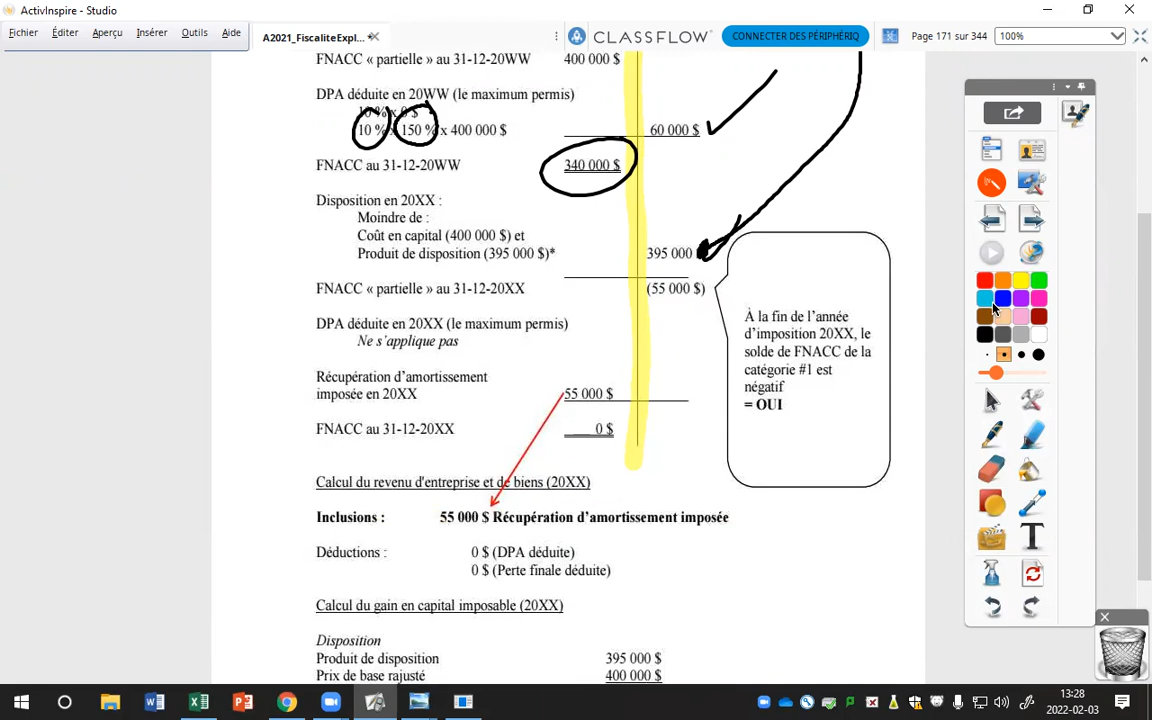 ActivInspire - Studio
Fichier Éditer Aperçu Insérer Outils Aide
A2021_FiscaliteExpl...
CLASSFLOW
CONNECTER DES PÉRIPHÉRIQ
Page 171 sur 344
100%
FNACC « partielle » au 31-12-20WW 400 000 $
DPA déduite en 20WW (le maximum permis)
10 % x 0 $
10 % x 150 % x 400 000 $ 60 000 $
FNACC au 31-12-20WW 340 000 $
Disposition en 20XX :
Moindre de :
Coût en capital (400 000 $) et
Produit de disposition (395 000 $)* 395 000
FNACC « partielle » au 31-12-20XX (55 000 $)
DPA déduite en 20XX (le maximum permis)
Ne s'applique pas
Récupération d'amortissement
imposée en 20XX 55 000 $
FNACC au 31-12-20XX 0 $
À la fin de l'année
d'imposition 20XX, le
solde de FNACC de la
catégorie #1 est
négatif
= OUI
Calcul du revenu d'entreprise et de biens (20XX)
Inclusions : 55 000 $ Récupération d'amortissement imposée
Déductions : 0 $ (DPA déduite)
0 $ (Perte finale déduite)
Calcul du gain en capital imposable (20XX)
Disposition
Produit de disposition 395 000 $
Prix de base rajusté 400 000 $
13:28
2022-02-03